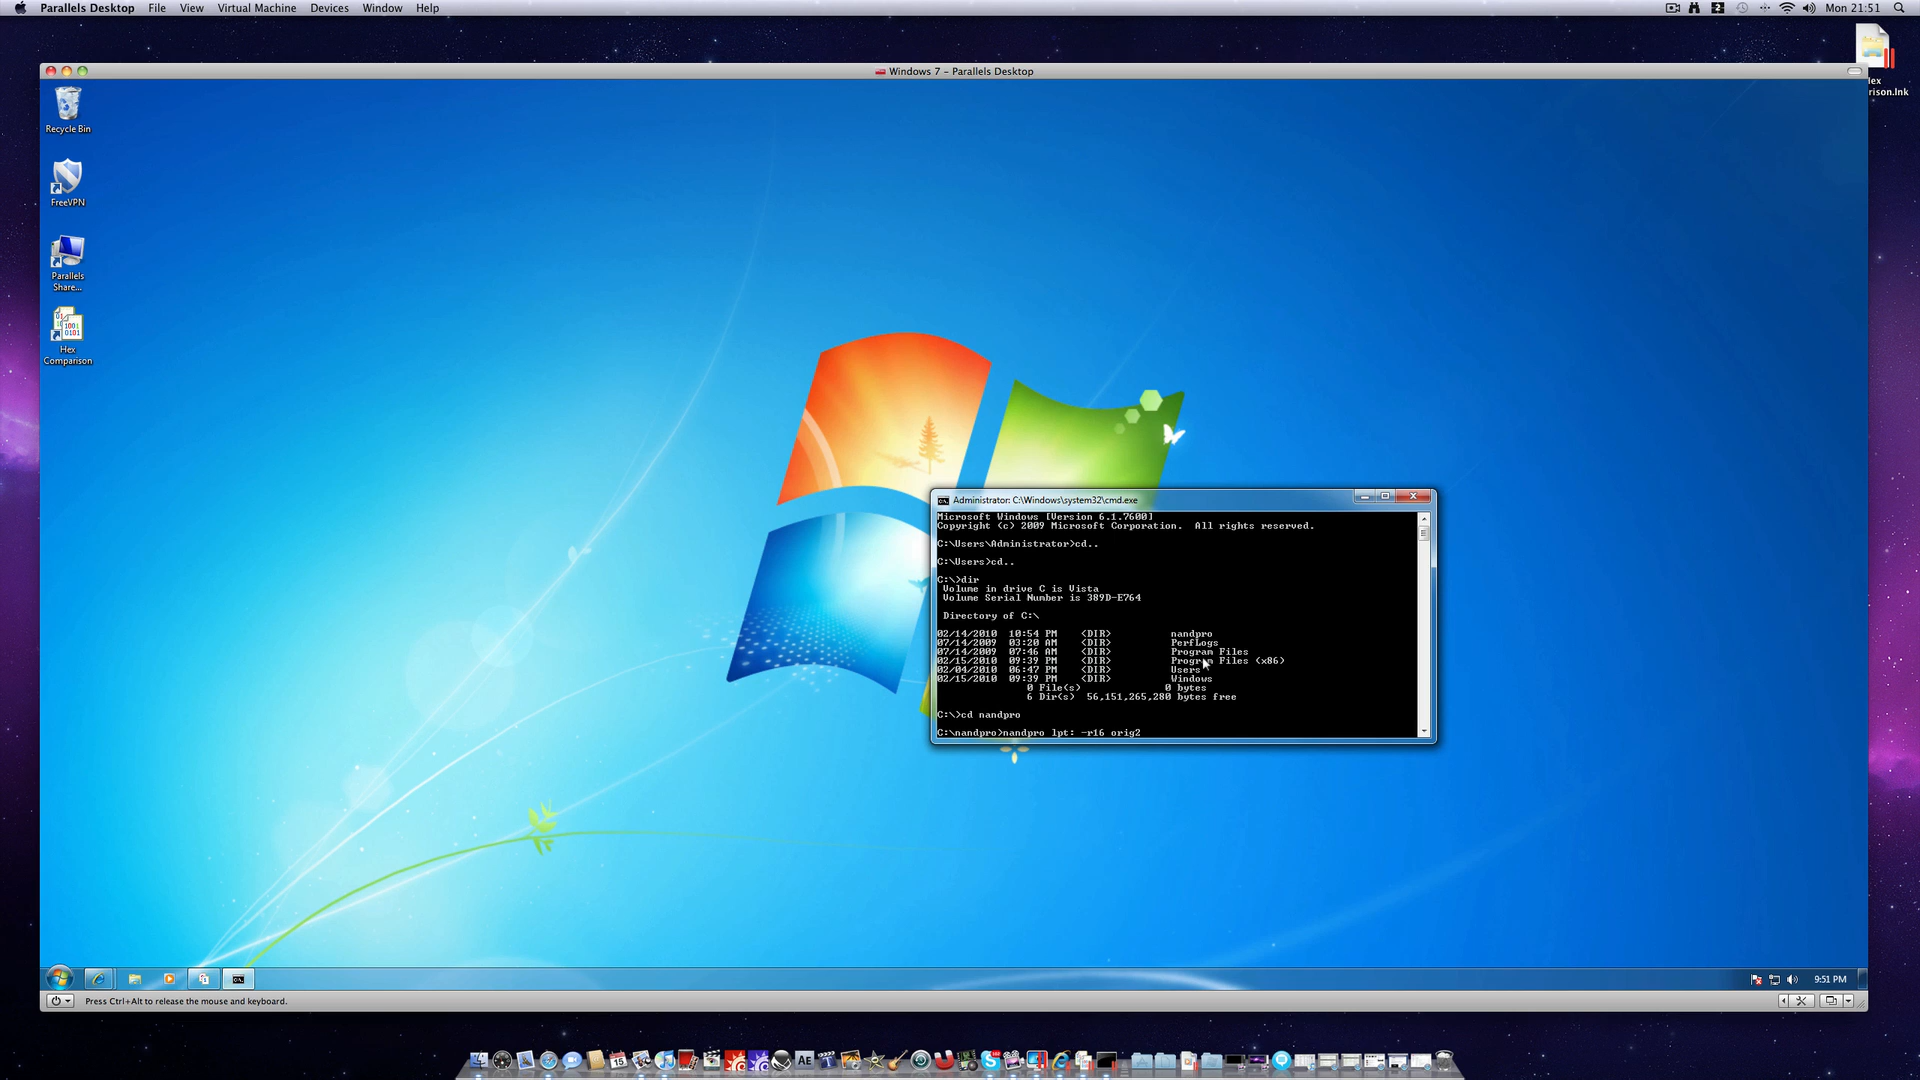 Parallels Desktop File View Virtual Machine Devices Window Help
2
Mon 21:51
Windows 7 – Parallels Desktop
Recycle Bin
FreeVPN
Parallels
Share...
Hex
Comparison
rison.lnk
Administrator: C:\Windows\system32\cmd.exe
Microsoft Windows [Version 6.1.7600]
Copyright (c) 2009 Microsoft Corporation. All rights reserved.
C:\Users\Administrator>cd..
C:\Users>cd..
C:\>dir
Volume in drive C is Vista
Volume Serial Number is 389D-E764
Directory of C:\
02/14/2010 10:54 PM <DIR> nandpro
07/14/2009 03:20 AM <DIR> PerfLogs
07/14/2009 07:46 AM <DIR> Program Files
02/15/2010 09:39 PM <DIR> Program Files (x86)
02/04/2010 06:47 PM <DIR> Users
02/15/2010 09:39 PM <DIR> Windows
0 File(s) 0 bytes
6 Dir(s) 56,151,265,280 bytes free
C:\>cd nandpro
C:\nandpro>nandpro lpt: -r16 orig2
9:51 PM
Press Ctrl+Alt to release the mouse and keyboard.
15
AE
T